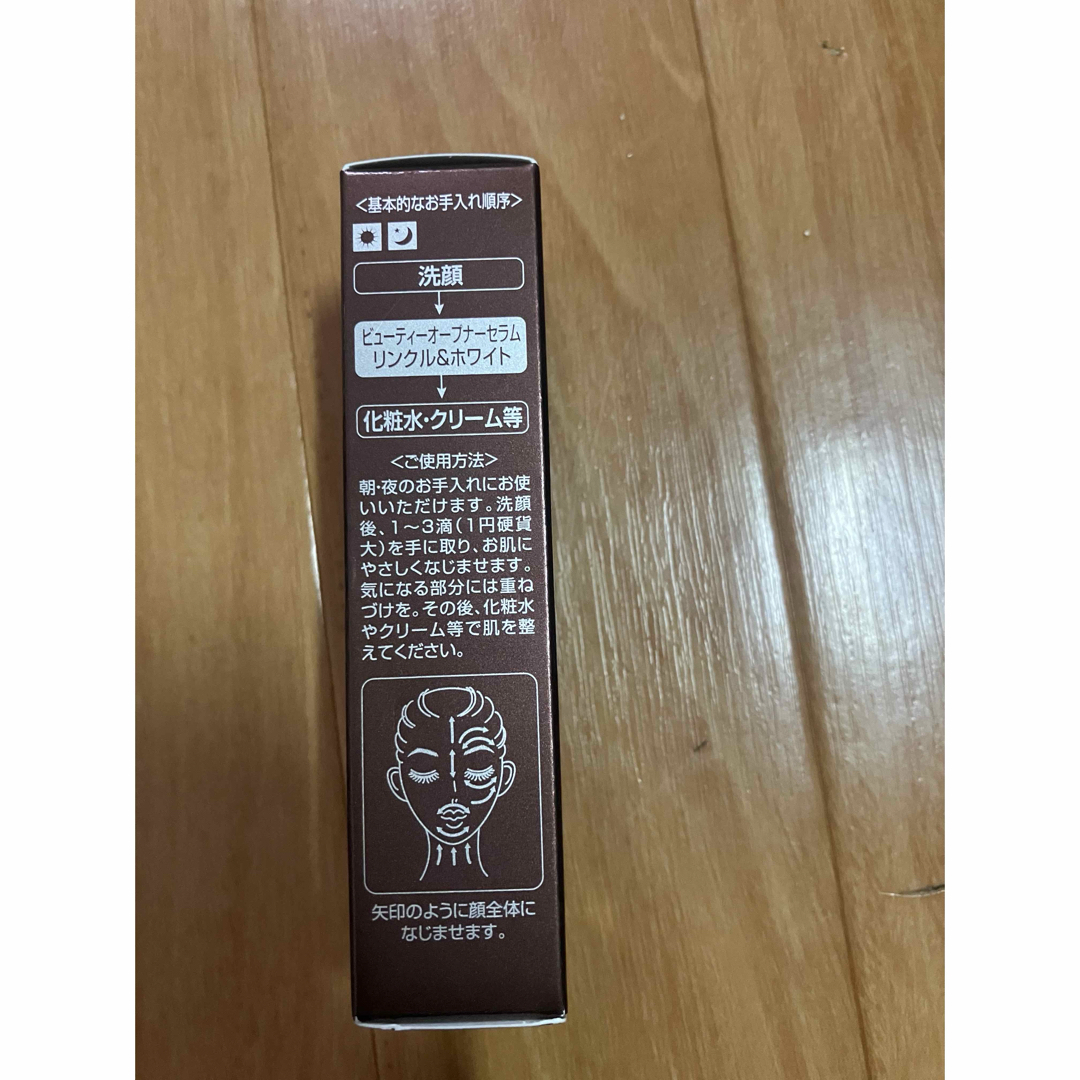 ＜基本的なお手入れ順序＞
洗顔
ビューティーオープナーセラム
リンクル&ホワイト
化粧水・クリーム等
＜ご使用方法＞
朝・夜のお手入れにお使
いいただけます。洗顔
後、1〜3滴(1円硬貨
大)を手に取り、お肌に
やさしくなじませます。
気になる部分には重ね
づけを。その後、化粧水
やクリーム等で肌を整
えてください。
矢印のように顔全体に
なじませます。